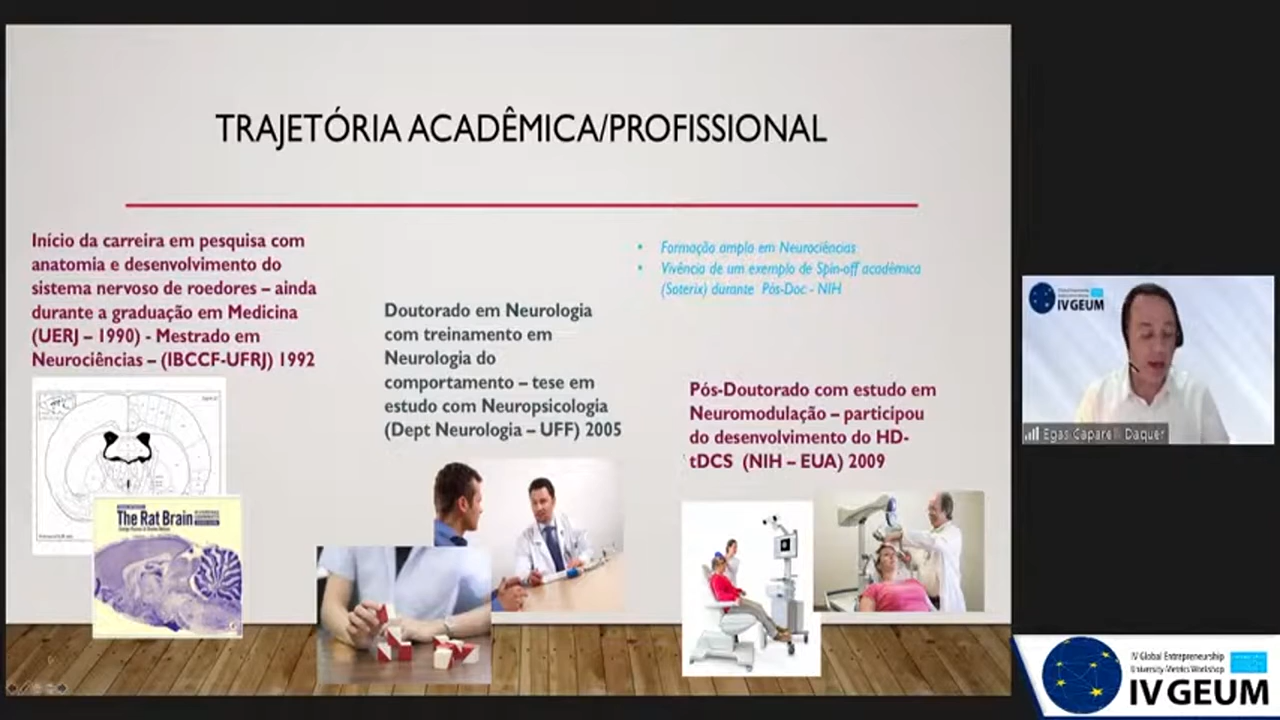 TRAJETÓRIA ACADÊMICA/PROFISSIONAL
Início da carreira em pesquisa com
anatomia e desenvolvimento do
sistema nervoso de roedores – ainda
durante a graduação em Medicina
(UERJ – 1990) - Mestrado em
Neurociências – (IBCCF-UFRJ) 1992
Doutorado em Neurologia
com treinamento em
Neurologia do
comportamento – tese em
estudo com Neuropsicologia
(Dept Neurologia – UFF) 2005
• Formação ampla em Neurociências
• Vivência de um exemplo de Spin-off acadêmica
(Soterix) durante Pós-Doc - NIH
Pós-Doutorado com estudo em
Neuromodulação – participou
do desenvolvimento do HD-
tDCS (NIH – EUA) 2009
The Rat Brain
IV GEUM
Egas Caparelli Daquer
IV Global Entrepreneurship
University Metrics Workshop
IV GEUM